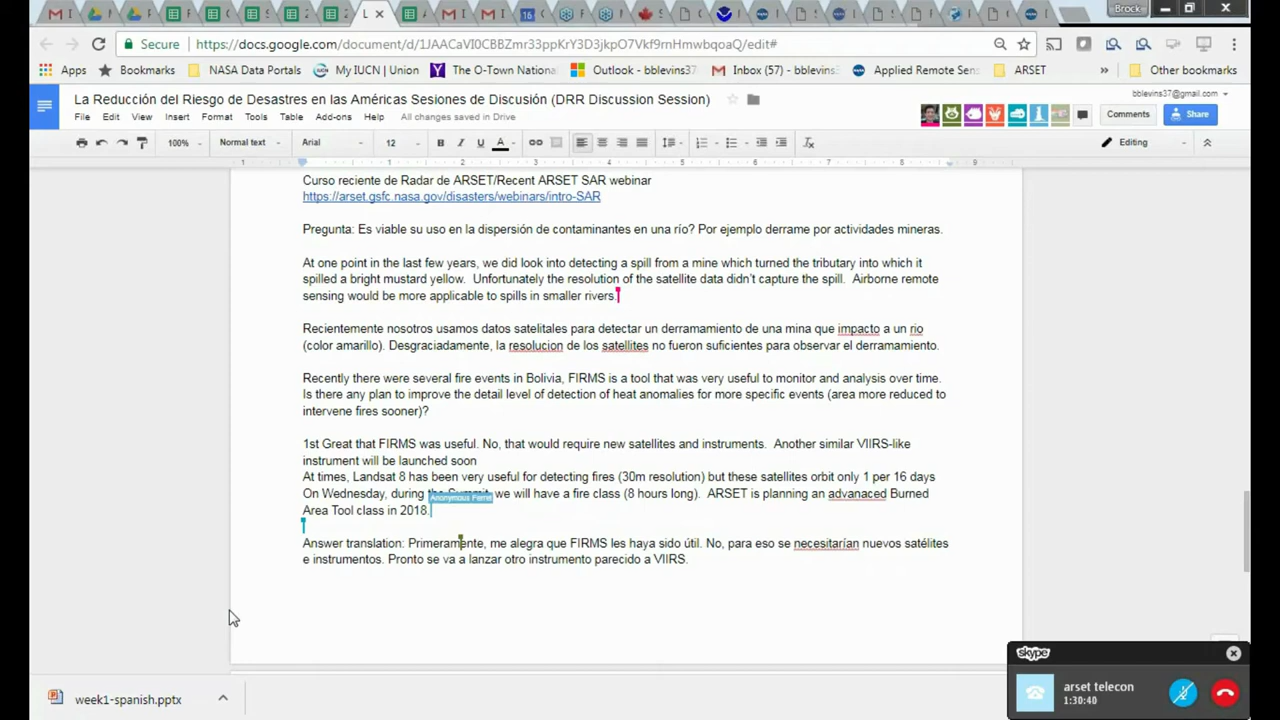 Brock
Secure
https://docs.google.com/document/d/1JAACaVI0CBBZmr33ppKrY3D3jkpO7Vkf9rnHmwbqoaQ/edit#
Apps
Bookmarks
NASA Data Portals
My IUCN | Union
The O-Town Nationa
Outlook - bblevins37
Inbox (57) - bblevins
Applied Remote Sens
ARSET
Other bookmarks
La Reducción del Riesgo de Desastres en las Américas Sesiones de Discusión (DRR Discussion Session)
bblevins37@gmail.com
File Edit View Insert Format Tools Table Add-ons Help All changes saved in Drive
Comments
Share
100% Normal text Arial 12 B I U A Editing
Curso reciente de Radar de ARSET/Recent ARSET SAR webinar
https://arset.gsfc.nasa.gov/disasters/webinars/intro-SAR
Pregunta: Es viable su uso en la dispersión de contaminantes en una río? Por ejemplo derrame por actividades mineras.
At one point in the last few years, we did look into detecting a spill from a mine which turned the tributary into which it
spilled a bright mustard yellow. Unfortunately the resolution of the satellite data didn't capture the spill. Airborne remote
sensing would be more applicable to spills in smaller rivers.
Recientemente nosotros usamos datos satelitales para detectar un derramamiento de una mina que impacto a un rio
(color amarillo). Desgraciadamente, la resolucion de los satellites no fueron suficientes para observar el derramamiento.
Recently there were several fire events in Bolivia, FIRMS is a tool that was very useful to monitor and analysis over time.
Is there any plan to improve the detail level of detection of heat anomalies for more specific events (area more reduced to
intervene fires sooner)?
1st Great that FIRMS was useful. No, that would require new satellites and instruments. Another similar VIIRS-like
instrument will be launched soon
At times, Landsat 8 has been very useful for detecting fires (30m resolution) but these satellites orbit only 1 per 16 days
On Wednesday, during the Summit, we will have a fire class (8 hours long). ARSET is planning an advanaced Burned
Anonymous Ferret
Area Tool class in 2018.
Answer translation: Primeramente, me alegra que FIRMS les haya sido útil. No, para eso se necesitarían nuevos satélites
e instrumentos. Pronto se va a lanzar otro instrumento parecido a VIIRS.
skype
arset telecon
1:30:40
week1-spanish.pptx